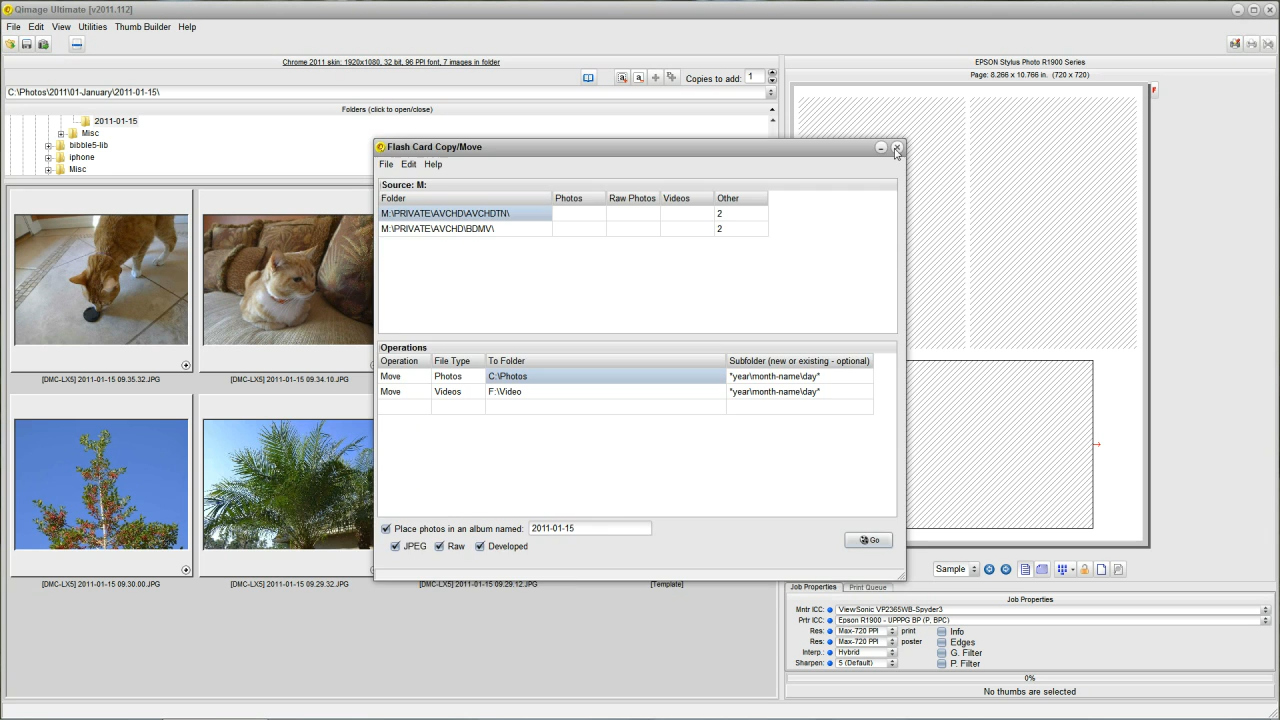 Qimage Ultimate [v2011.112]
File Edit View Utilities Thumb Builder Help
Chrome 2011 skin: 1920x1080, 32 bit, 96 PPI font, 7 images in folder
Copies to add: 1
C:\Photos\2011\01-January\2011-01-15\
Folders (click to open/close)
2011-01-15
Misc
bibble5-lib
iphone
Misc
[DMC-LX5] 2011-01-15 09.35.32.JPG
[DMC-LX5] 2011-01-15 09.34.10.JPG
[DMC-LX5] 2011-01-15 09.30.00.JPG
[DMC-LX5] 2011-01-15 09.29.32.JPG
[DMC-LX5] 2011-01-15 09.29.12.JPG
[Template]
Flash Card Copy/Move
File Edit Help
Source: M:
Folder Photos Raw Photos Videos Other
M:\PRIVATE\AVCHD\AVCHDTN\ 2
M:\PRIVATE\AVCHD\BDMV\ 2
Operations
Operation File Type To Folder Subfolder (new or existing - optional)
Move Photos C:\Photos *year\month-name\day*
Move Videos F:\Video *year\month-name\day*
Place photos in an album named: 2011-01-15
JPEG Raw Developed
Go
EPSON Stylus Photo R1900 Series
Page: 8.266 x 10.766 in. (720 x 720)
Sample
Job Properties Print Queue
Job Properties
Mntr ICC: ViewSonic VP2365WB-Spyder3
Prtr ICC: Epson R1900 - UPPG BP (P, BPC)
Res: Max-720 PPI print Info
Res: Max-720 PPI poster Edges
Interp.: Hybrid G. Filter
Sharpen: 5 (Default) P. Filter
0%
No thumbs are selected